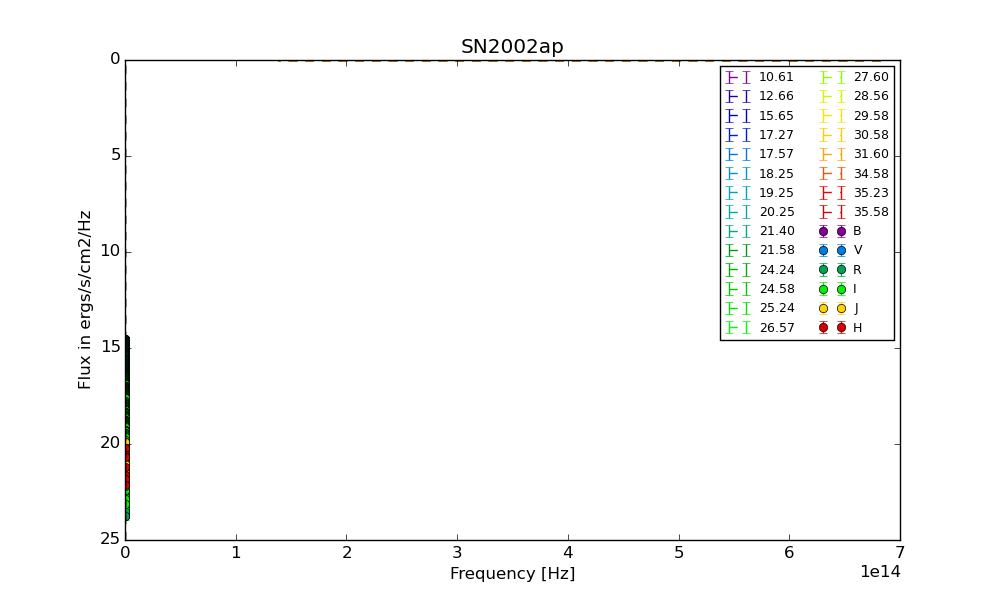 SN2002ap
Flux in ergs/s/cm2/Hz
0
5
10
15
20
25
0 1 2 3 4 5 6 7
1e14
Frequency [Hz]
10.61
12.66
15.65
17.27
17.57
18.25
19.25
20.25
21.40
21.58
24.24
24.58
25.24
26.57
27.60
28.56
29.58
30.58
31.60
34.58
35.23
35.58
B
V
R
I
J
H